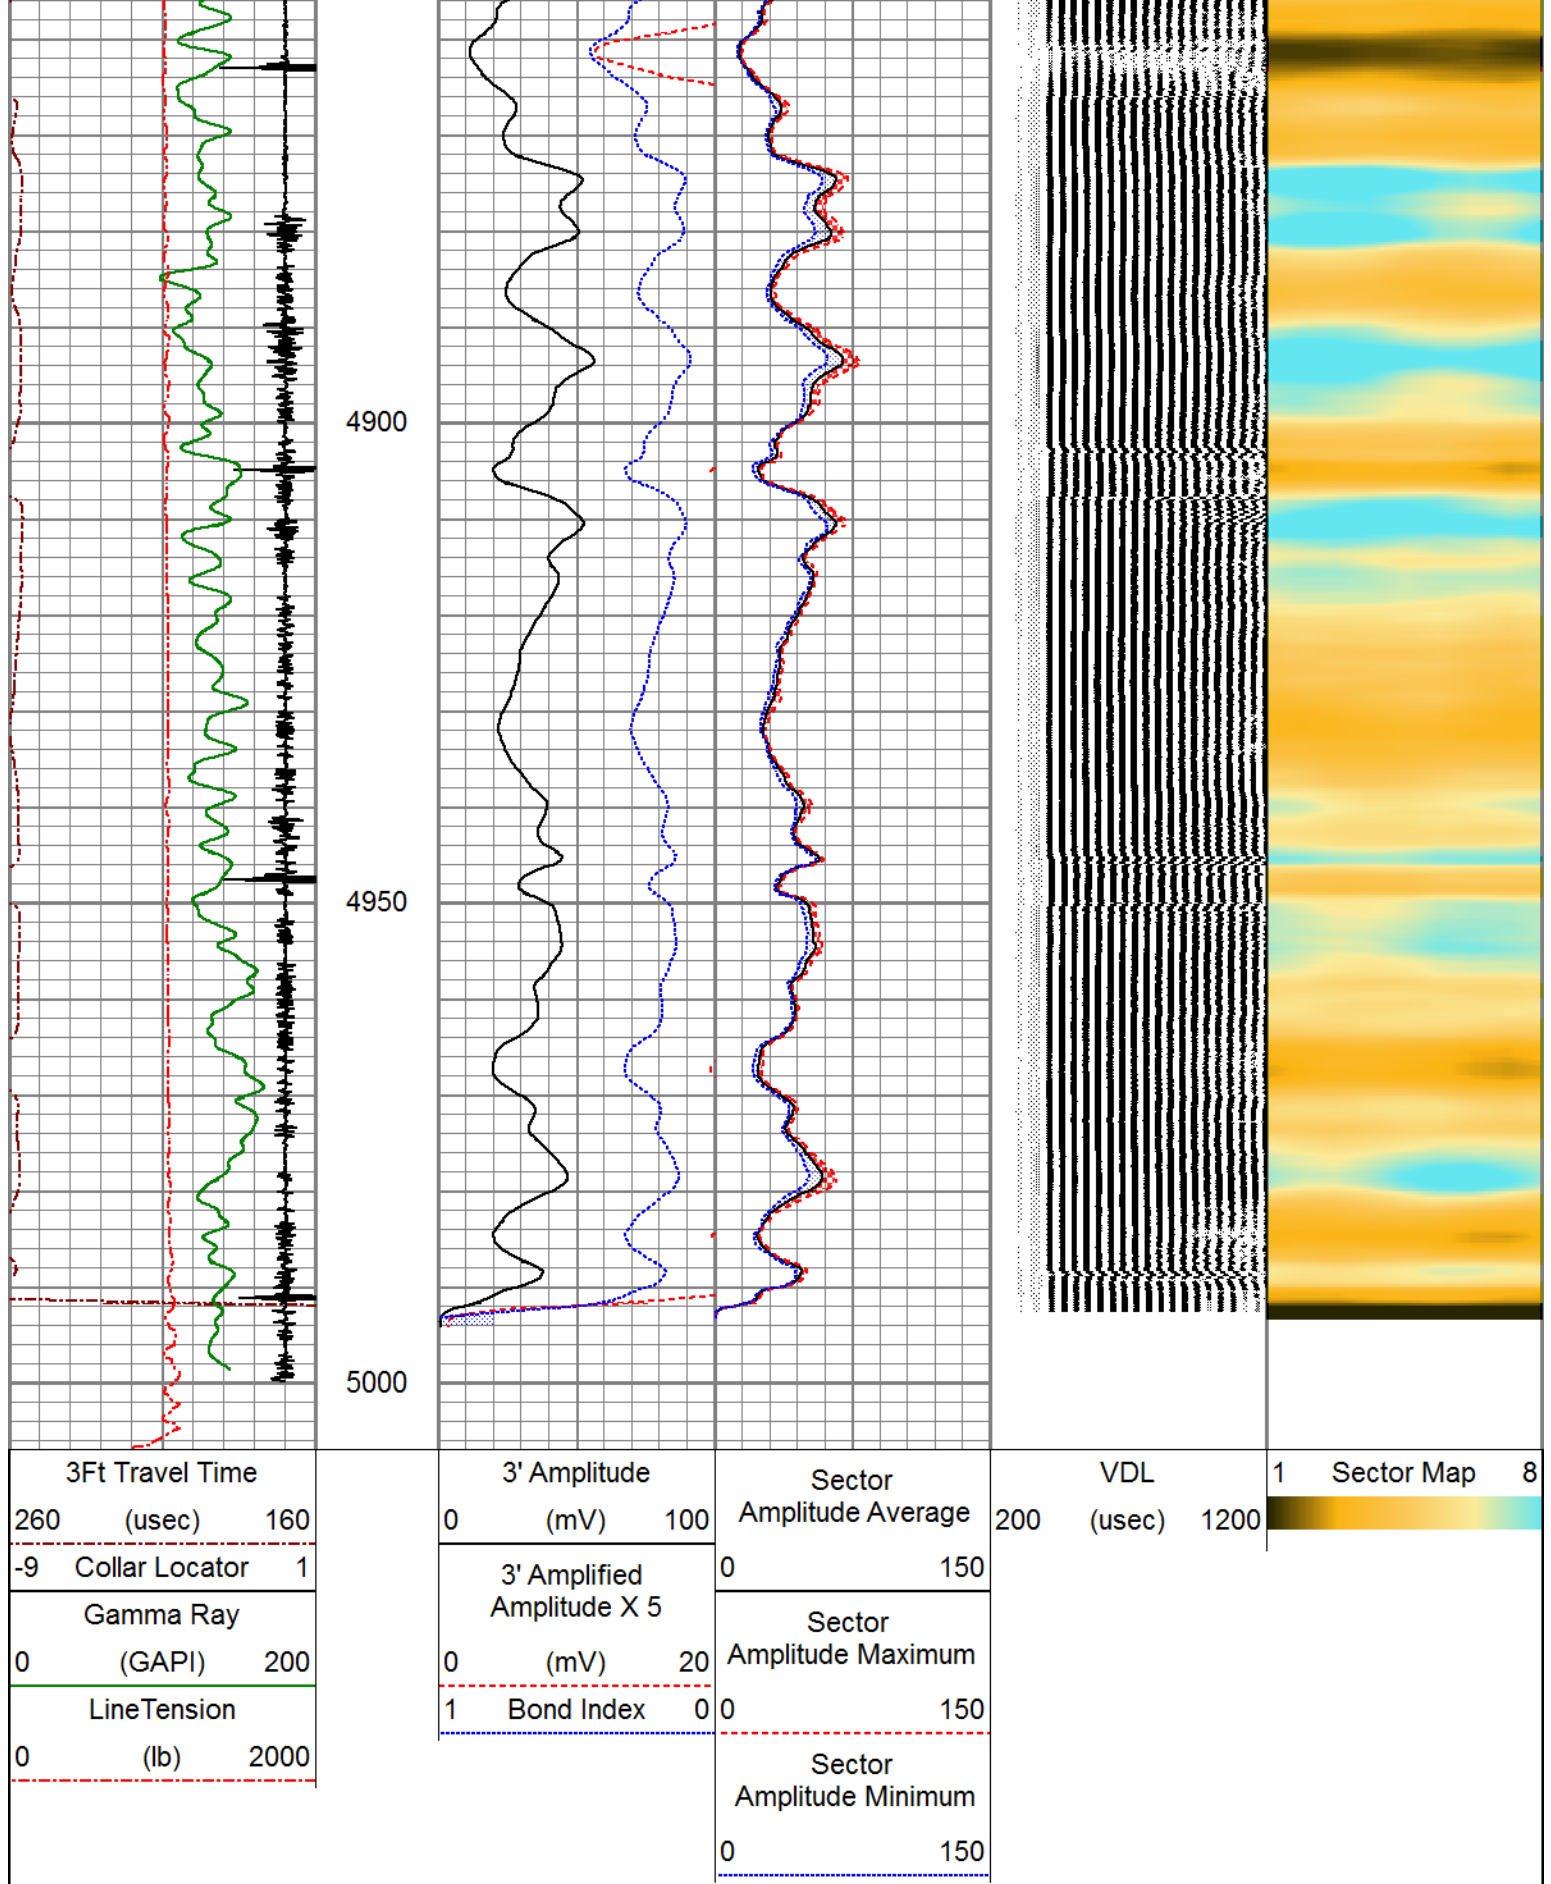 4900
4950
5000
3Ft Travel Time
260 (usec) 160
-9 Collar Locator 1
Gamma Ray
0 (GAPI) 200
LineTension
0 (lb) 2000
3' Amplitude
0 (mV) 100
3' Amplified
Amplitude X 5
0 (mV) 20
1 Bond Index 0
Sector
Amplitude Average
0 150
Sector
Amplitude Maximum
0 150
Sector
Amplitude Minimum
0 150
VDL
200 (usec) 1200
1 Sector Map 8